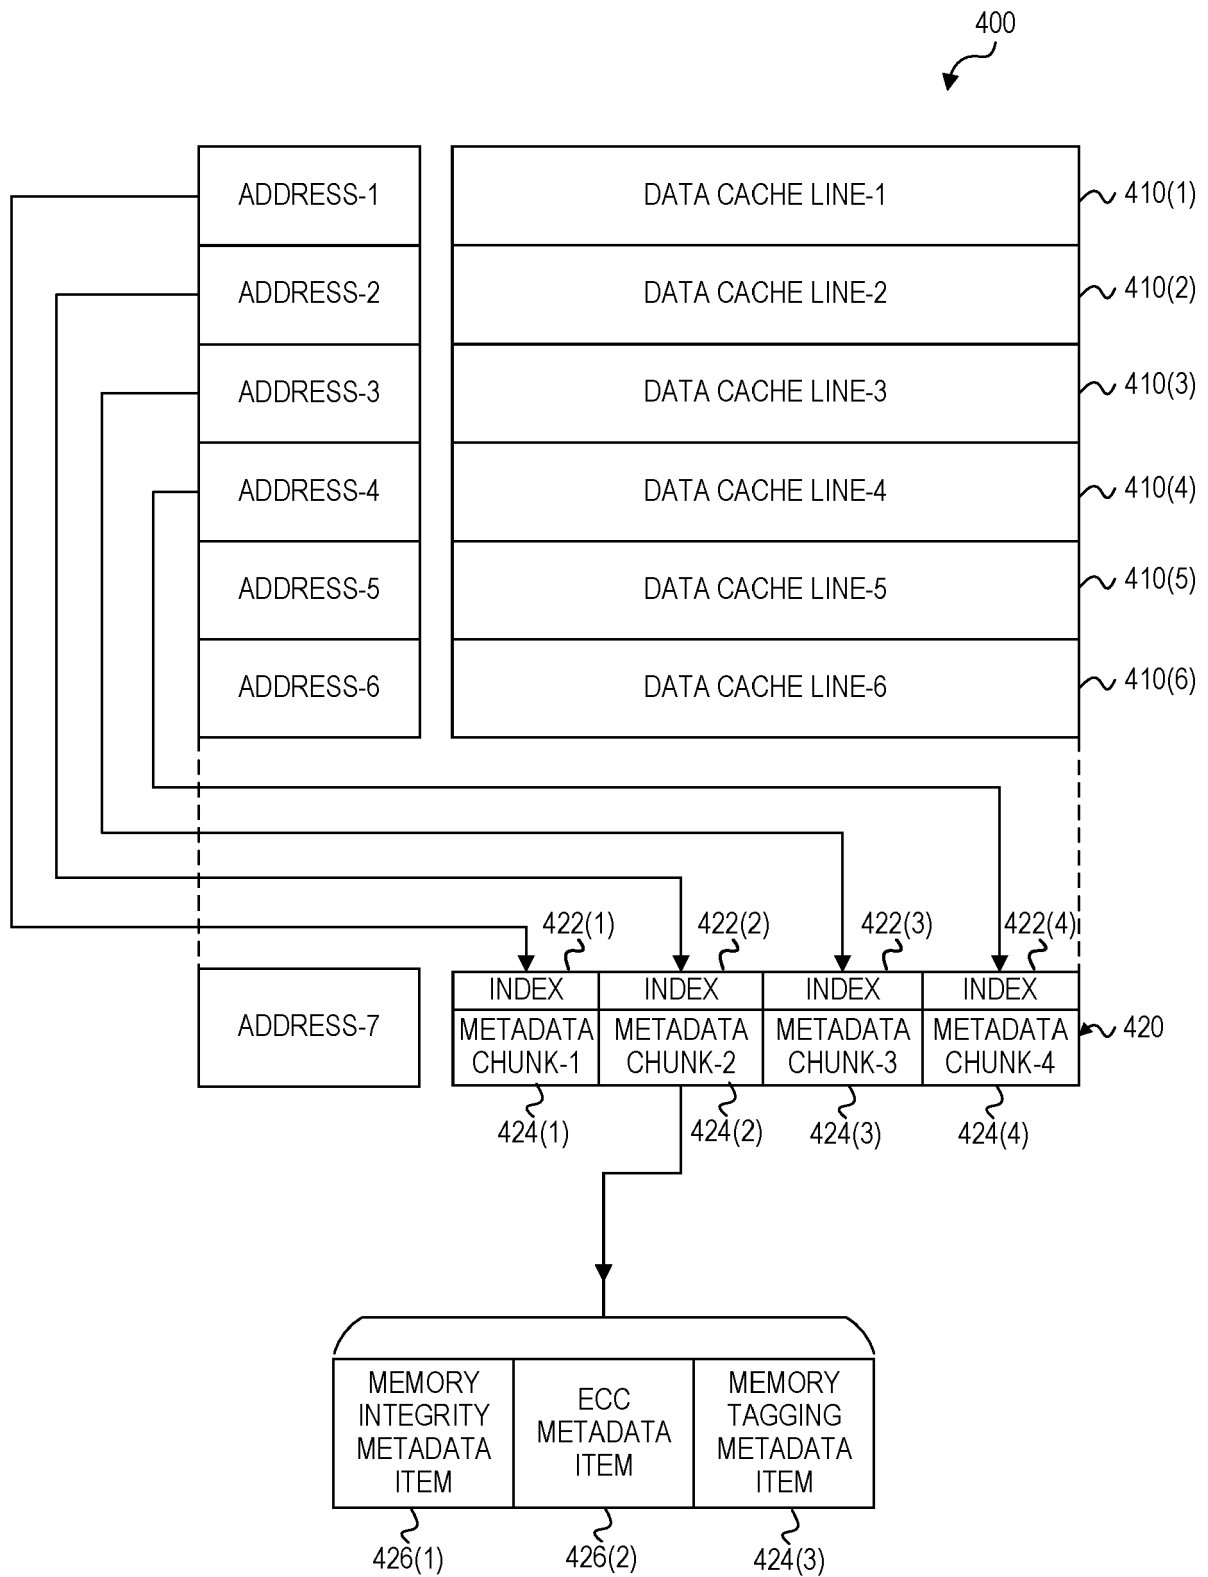 400
ADDRESS-1
DATA CACHE LINE-1
410(1)
ADDRESS-2
DATA CACHE LINE-2
410(2)
ADDRESS-3
DATA CACHE LINE-3
410(3)
ADDRESS-4
DATA CACHE LINE-4
410(4)
ADDRESS-5
DATA CACHE LINE-5
410(5)
ADDRESS-6
DATA CACHE LINE-6
410(6)
422(1)
422(2)
422(3)
422(4)
ADDRESS-7
INDEX
INDEX
INDEX
INDEX
METADATA
CHUNK-1
METADATA
CHUNK-2
METADATA
CHUNK-3
METADATA
CHUNK-4
420
424(1)
424(2)
424(3)
424(4)
MEMORY
INTEGRITY
METADATA
ITEM
ECC
METADATA
ITEM
MEMORY
TAGGING
METADATA
ITEM
426(1)
426(2)
424(3)